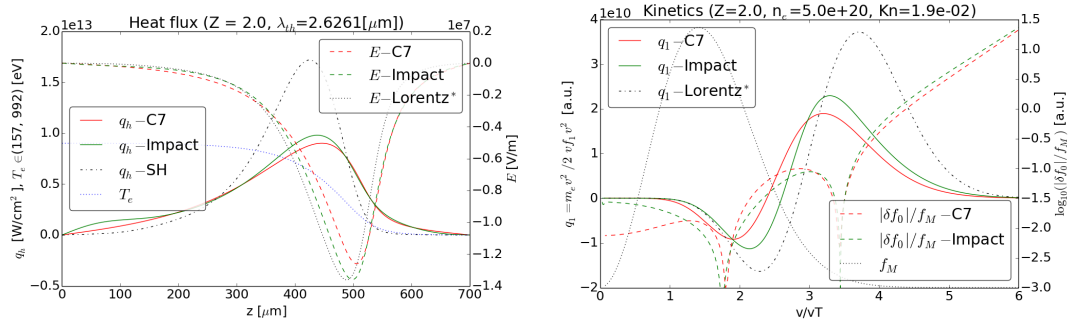 Heat flux (Z = 2.0, λ_th=2.6261[μm])
1e13
1e7
2.0
1.5
1.0
0.5
0.0
−0.5
q_h [W/cm²], T_e ∈(157, 992) [eV]
E−C7
E−Impact
E−Lorentz*
q_h−C7
q_h−Impact
q_h−SH
T_e
0.2
0.0
−0.2
−0.4
−0.6
−0.8
−1.0
−1.2
−1.4
E [V/m]
0 100 200 300 400 500 600 700
z [μm]
Kinetics (Z=2.0, n_e=5.0e+20, Kn=1.9e-02)
1e10
4
3
2
1
0
−1
−2
q_1 = m_e v² /2 v f_1 v² [a.u.]
q_1−C7
q_1−Impact
q_1−Lorentz*
|δf_0|/f_M−C7
|δf_0|/f_M−Impact
f_M
1.5
1.0
0.5
0.0
−0.5
−1.0
−1.5
−2.0
−2.5
−3.0
log₁₀(|δf_0|/f_M) [a.u.]
0 1 2 3 4 5 6
v/vT